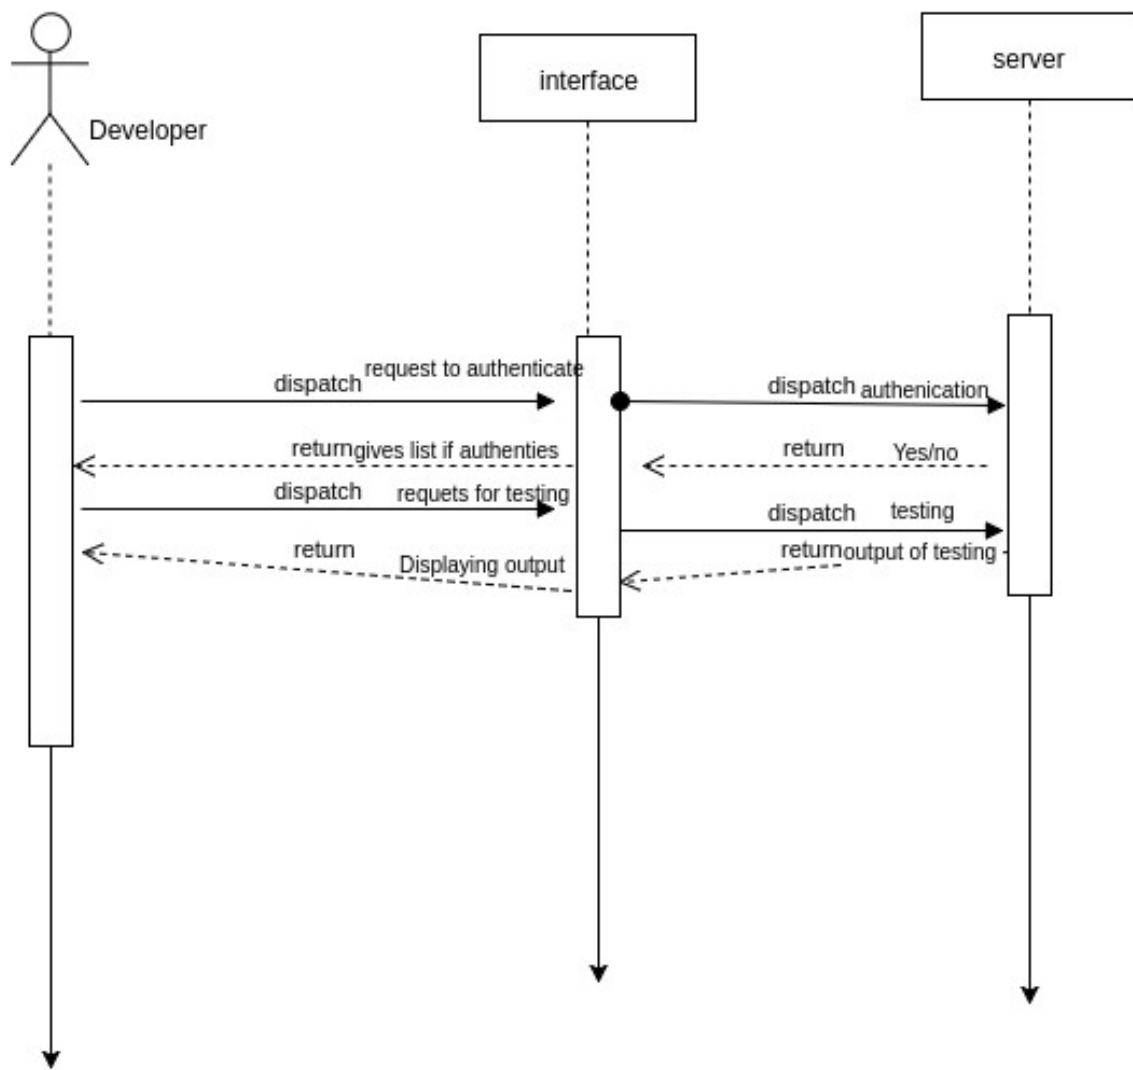 server
interface
Developer
request to authenticate
dispatch
dispatch
authenication
return
gives list if authenties
return
Yes/no
dispatch
requets for testing
dispatch
testing
return
Displaying output
return
output of testing